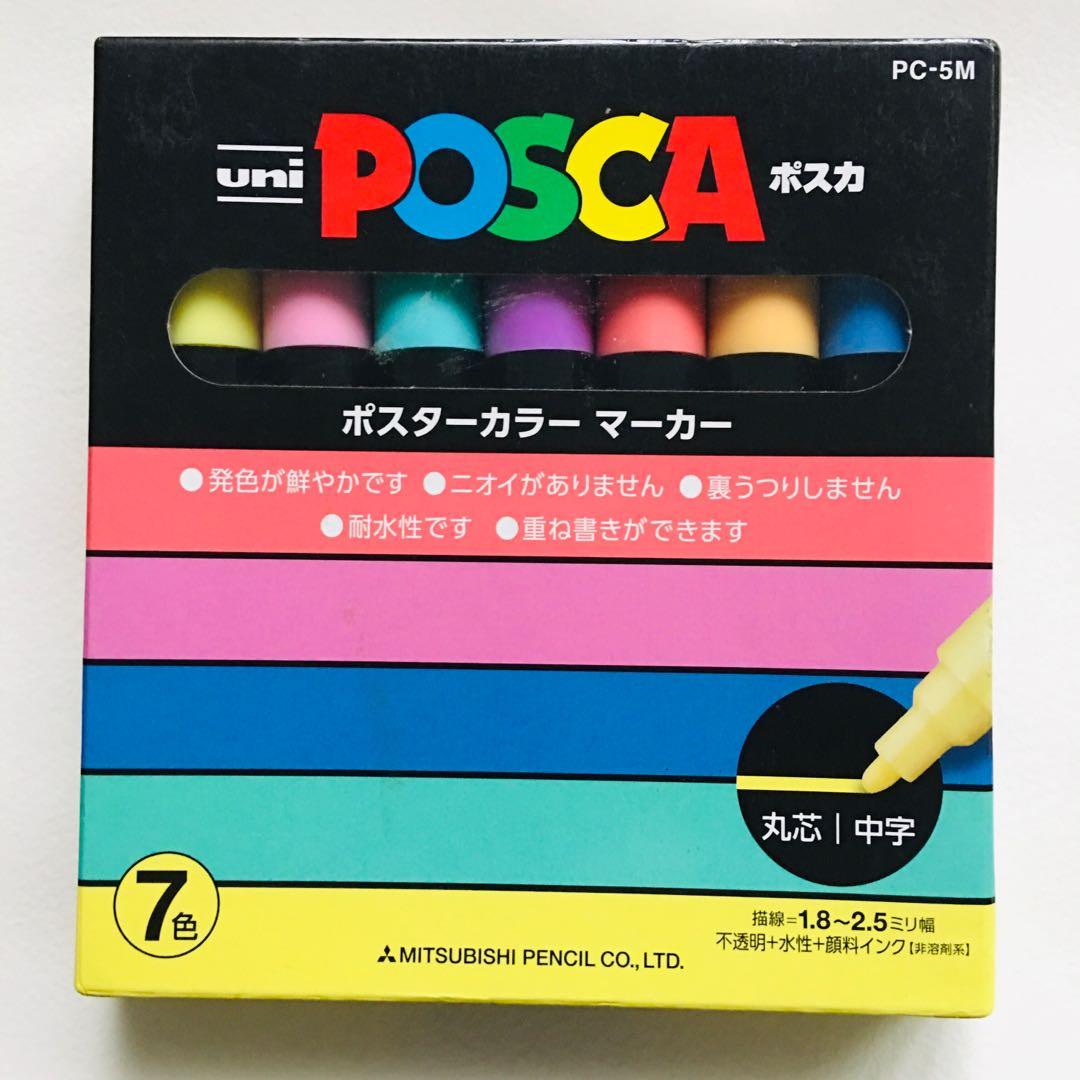 PC-5M
uni POSCA ポスカ
ポスターカラー マーカー
●発色が鮮やかです ●ニオイがありません ●裏うつりしません
●耐水性です ●重ね書きができます
丸芯|中字
7色
描線=1.8～2.5ミリ幅
不透明+水性+顔料インク【非溶剤系】
MITSUBISHI PENCIL CO., LTD.